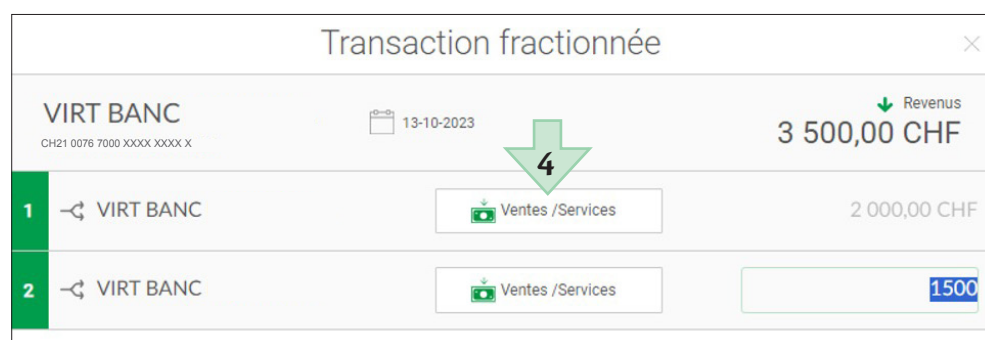 Transaction fractionnée
VIRT BANC
CH21 0076 7000 XXXX XXXX X
13-10-2023
Revenus
3 500,00 CHF
4
1 VIRT BANC Ventes /Services 2 000,00 CHF
2 VIRT BANC Ventes /Services 1500